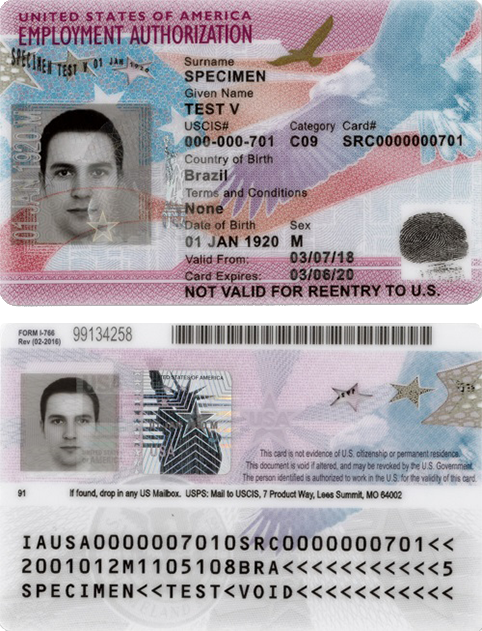 UNITED STATES OF AMERICA
EMPLOYMENT AUTHORIZATION
SPECIMEN TEST V 01 JAN 1920
Surname
SPECIMEN
Given Name
TEST V
USCIS# Category Card#
000-000-701 C09 SRC0000000701
Country of Birth
Brazil
Terms and Conditions
None
Date of Birth Sex
01 JAN 1920 M
Valid From: 03/07/18
Card Expires: 03/06/20
NOT VALID FOR REENTRY TO U.S.
01 JAN 1920 M
FORM I-766
Rev (02-2016)
99134258
UNITED STATES OF AMERICA
USA
USA
This card is not evidence of U.S. citizenship or permanent residence.
This document is void if altered, and may be revoked by the U.S. Government.
The person identified is authorized to work in the U.S. for the validity of this card.
91 If found, drop in any US Mailbox. USPS: Mail to USCIS, 7 Product Way, Lees Summit, MO 64002
IAUSA0000007010SRC0000000701<<
2001012M1105108BRA<<<<<<<<<<<5
SPECIMEN<<TEST<VOID<<<<<<<<<<<